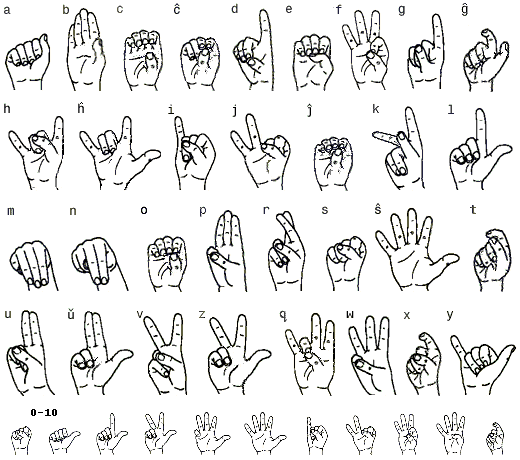 a b c ĉ d e f g ĝ
h ĥ i j ĵ k l
m n o p r s ŝ t
u ŭ v z q w x y
0-10